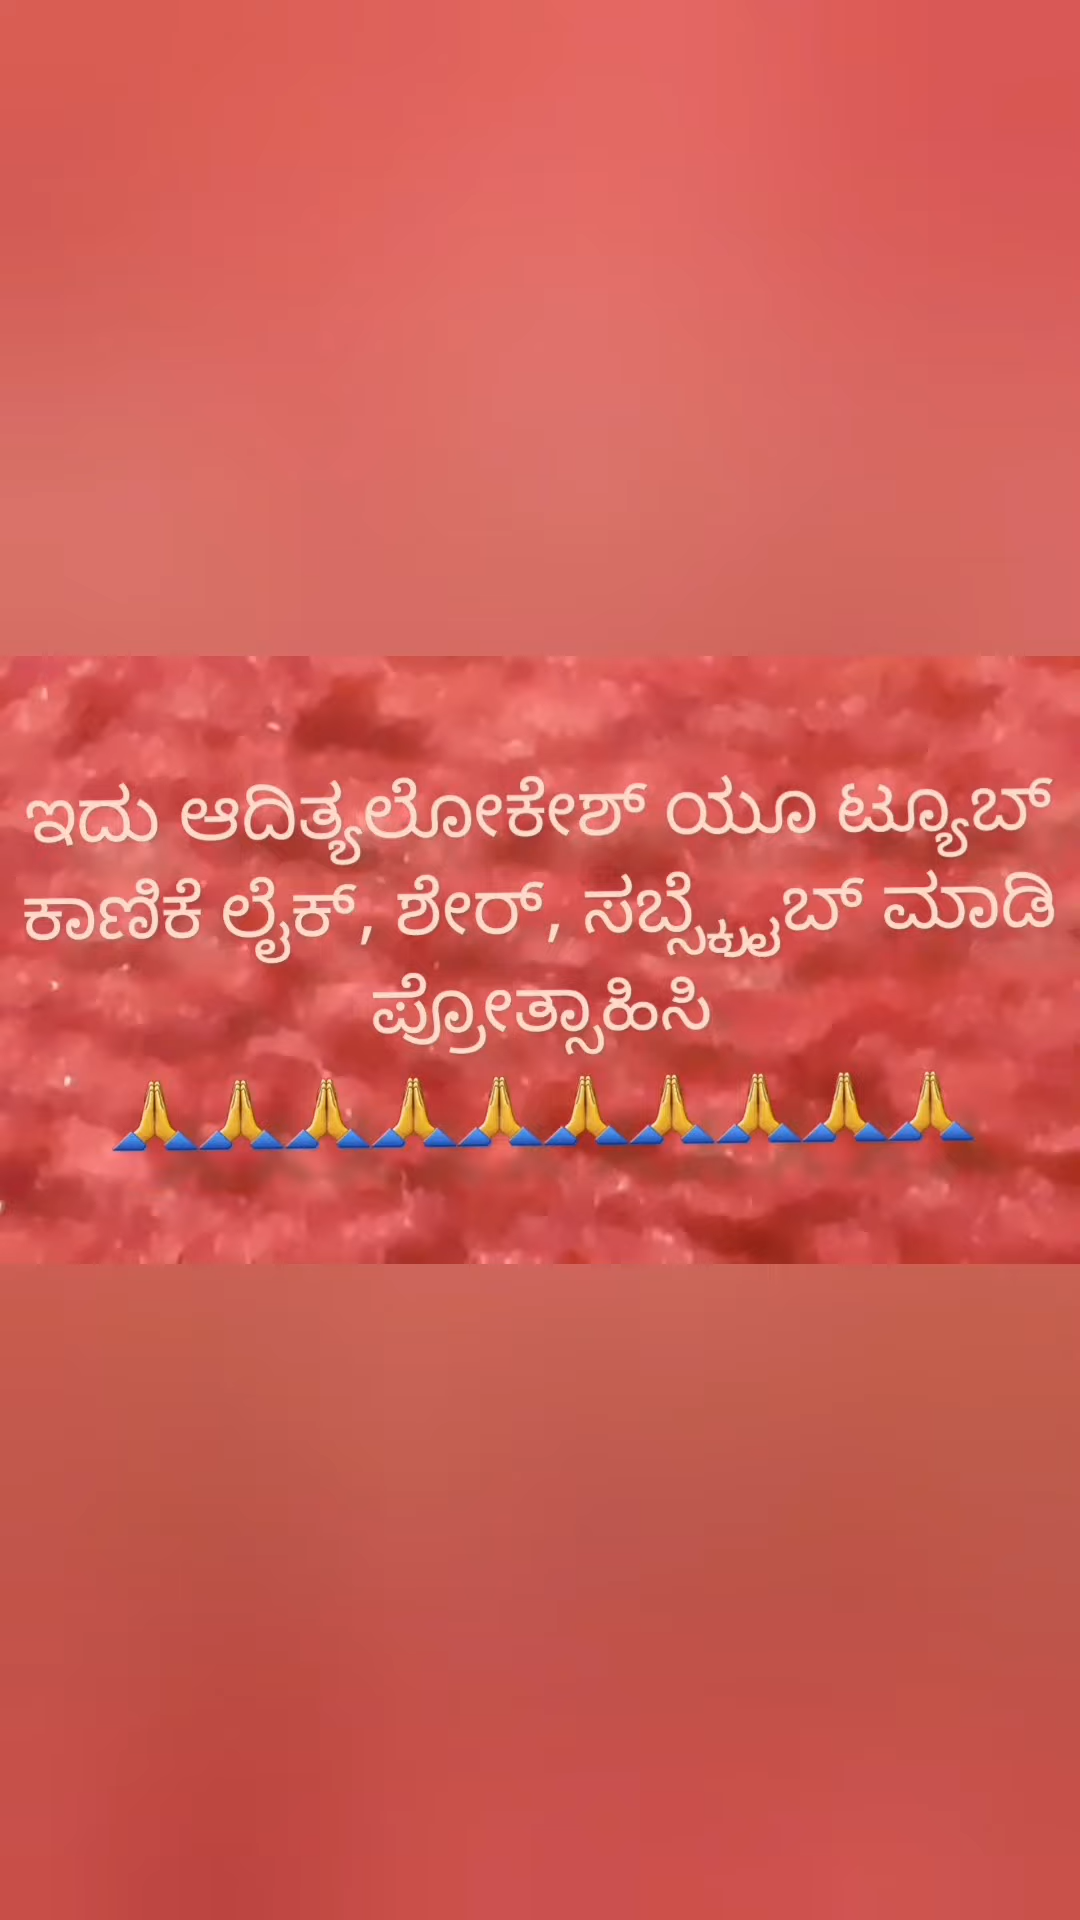 ಇದು ಆದಿತ್ಯಲೋಕೇಶ್ ಯೂ ಟ್ಯೂಬ್
ಕಾಣಿಕೆ ಲೈಕ್, ಶೇರ್, ಸಬ್ಸ್ಕ್ರೈಬ್ ಮಾಡಿ
ಪ್ರೋತ್ಸಾಹಿಸಿ
🙏🙏🙏🙏🙏🙏🙏🙏🙏🙏